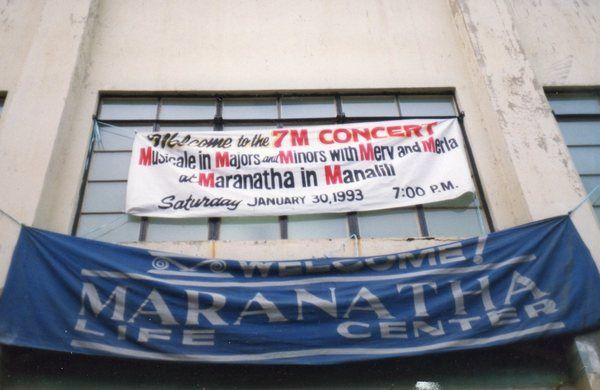 Welcome to the 7M CONCERT
Musicale in Majors and Minors with Merv and Merla
at Maranatha in Manalili
Saturday JANUARY 30, 1993 7:00 P.M.
WELCOME!
MARANATHA
LIFE CENTER